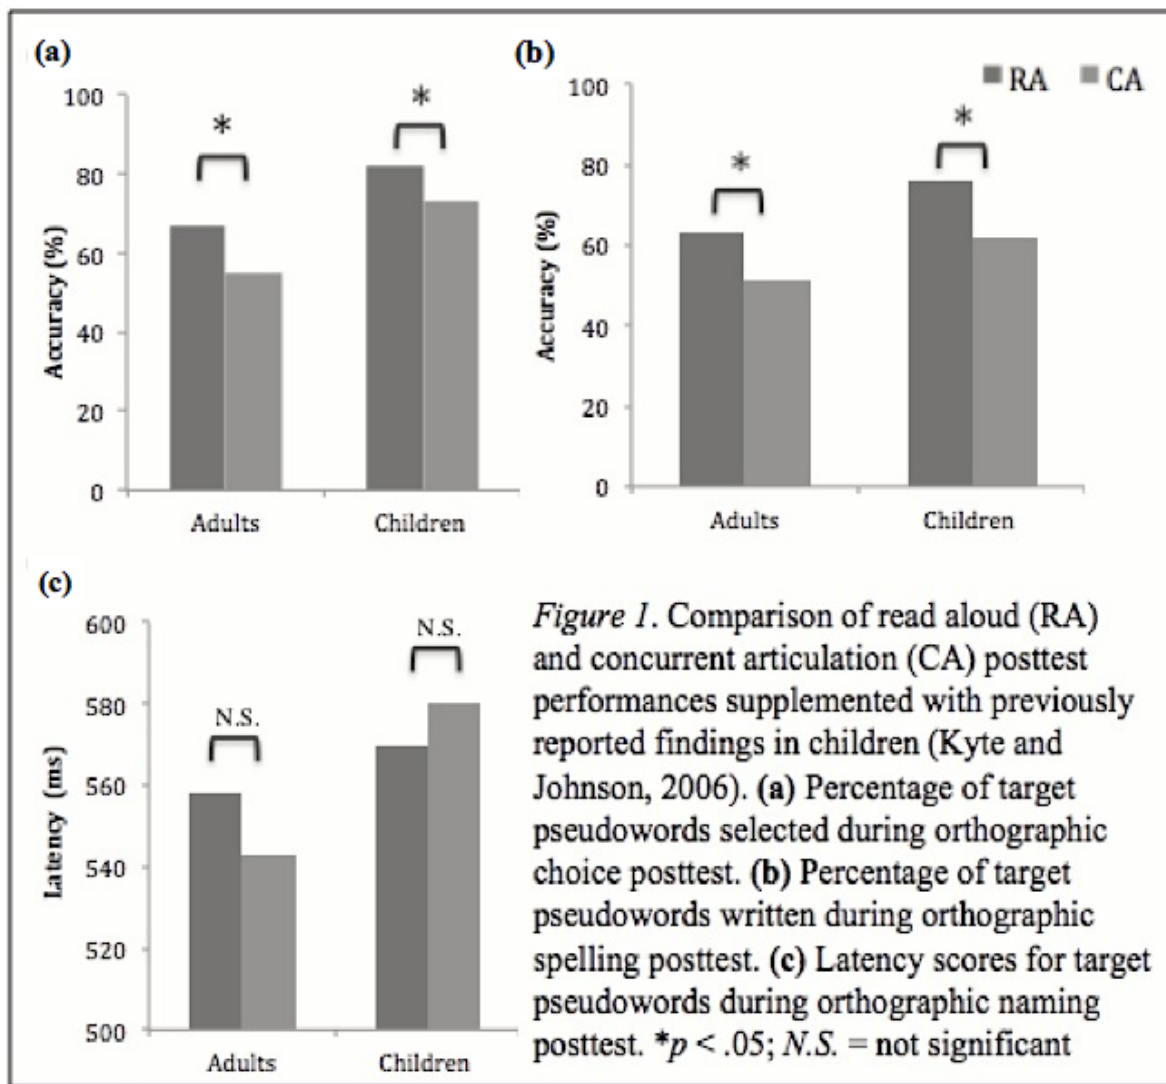 (a)
100
80
60
40
20
0
Accuracy (%)
*
*
Adults
Children
(b)
RA CA
100
80
60
40
20
0
Accuracy (%)
*
*
Adults
Children
(c)
600
580
560
540
520
500
Latency (ms)
N.S.
N.S.
Adults
Children
Figure 1. Comparison of read aloud (RA)
and concurrent articulation (CA) posttest
performances supplemented with previously
reported findings in children (Kyte and
Johnson, 2006). (a) Percentage of target
pseudowords selected during orthographic
choice posttest. (b) Percentage of target
pseudowords written during orthographic
spelling posttest. (c) Latency scores for target
pseudowords during orthographic naming
posttest. *p < .05; N.S. = not significant